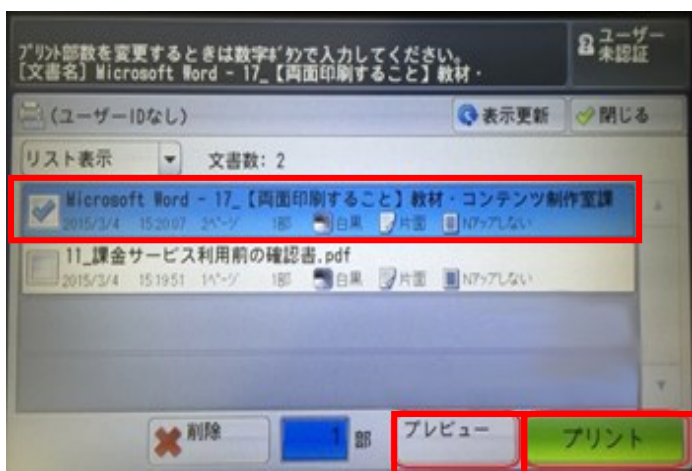 プリント部数を変更するときは数字ボタンで入力してください。
[文書名] Microsoft Word - 17_【両面印刷すること】教材・
ユーザー
未認証
(ユーザーIDなし)
表示更新
閉じる
リスト表示
文書数: 2
Microsoft Word - 17_【両面印刷すること】教材・コンテンツ制作室課
2015/3/4 15:20:07 2ページ 1部 白黒 片面 Nアップしない
11_課金サービス利用前の確認書.pdf
2015/3/4 15:19:51 1ページ 1部 白黒 片面 Nアップしない
削除
1 部
プレビュー
プリント